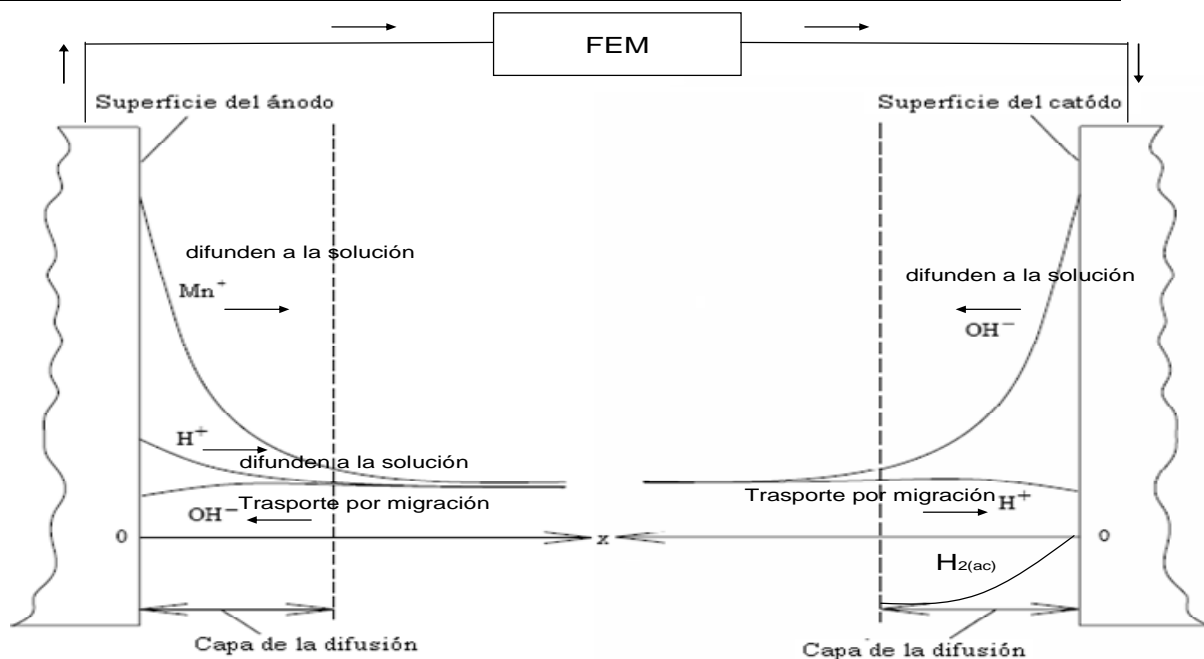 FEM
Superficie del ánodo
Superficie del catódo
difunden a la solución
Mn⁺
difunden a la solución
OH⁻
H⁺
difunden a la solución
Trasporte por migración
OH⁻
Trasporte por migración
H⁺
0
x
0
H₂₍ac₎
Capa de la difusión
Capa de la difusión